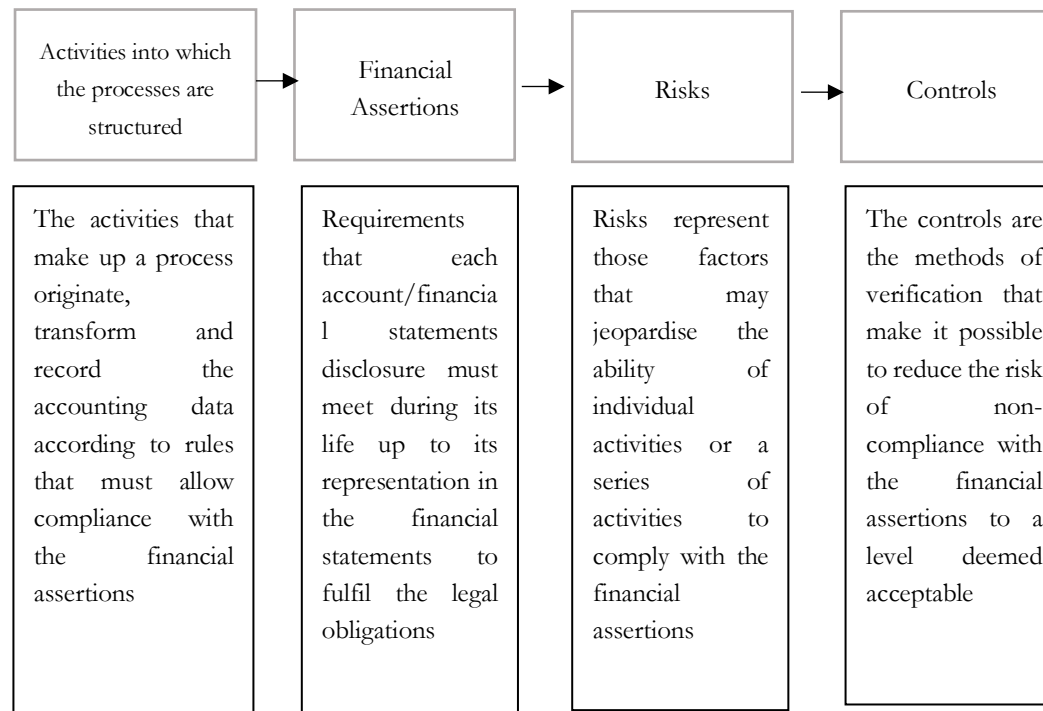 Activities into which
the processes are
structured
Financial
Assertions
Risks
Controls
The activities that
make up a process
originate,
transform and
record the
accounting data
according to rules
that must allow
compliance with
the financial
assertions
Requirements
that each
account/financia
l statements
disclosure must
meet during its
life up to its
representation in
the financial
statements to
fulfil the legal
obligations
Risks represent
those factors
that may
jeopardise the
ability of
individual
activities or a
series of
activities to
comply with the
financial
assertions
The controls are
the methods of
verification that
make it possible
to reduce the risk
of non-
compliance with
the financial
assertions to a
level deemed
acceptable